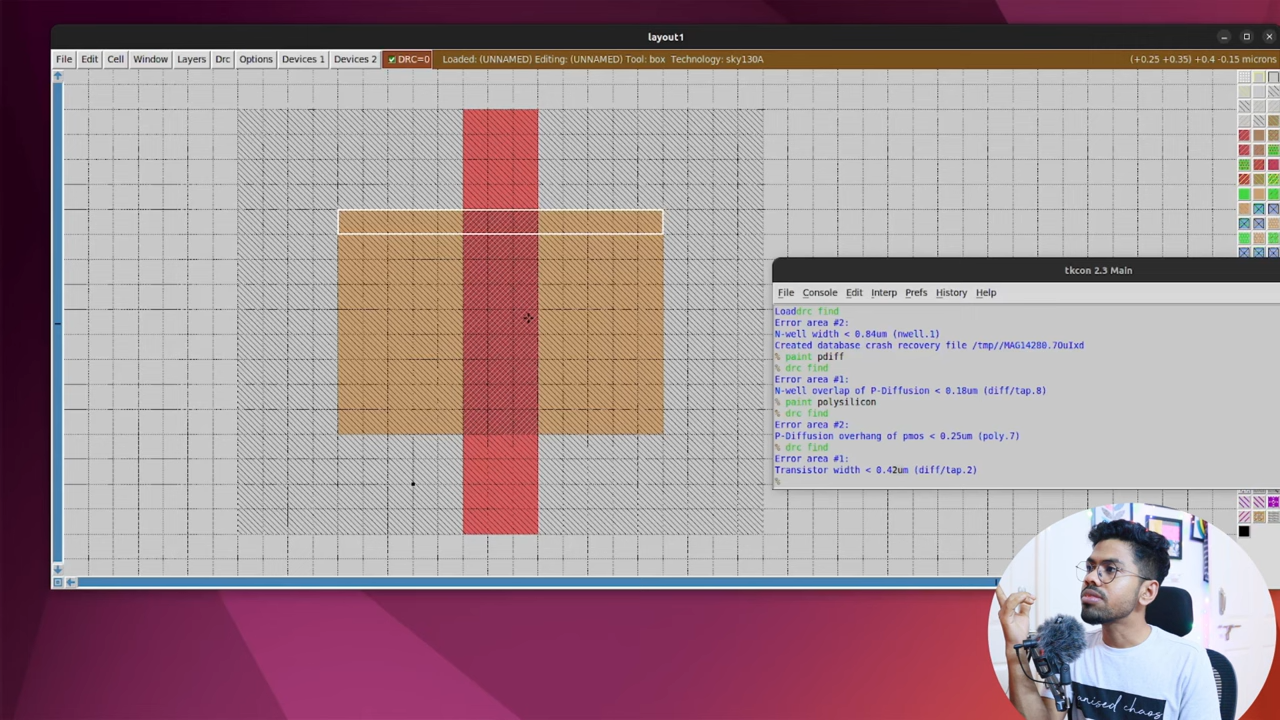 layout1
File Edit Cell Window Layers Drc Options Devices 1 Devices 2 DRC=0 Loaded: (UNNAMED) Editing: (UNNAMED) Tool: box Technology: sky130A (+0.25 +0.35) +0.4 -0.15 microns
tkcon 2.3 Main
File Console Edit Interp Prefs History Help
Loaddrc find
Error area #2:
N-well width < 0.84um (nwell.1)
Created database crash recovery file /tmp//MAG14280.7OuIxd
% paint pdiff
% drc find
Error area #1:
N-well overlap of P-Diffusion < 0.18um (diff/tap.8)
% paint polysilicon
% drc find
Error area #2:
P-Diffusion overhang of pmos < 0.25um (poly.7)
% drc find
Error area #1:
Transistor width < 0.42um (diff/tap.2)
%
anised chaos